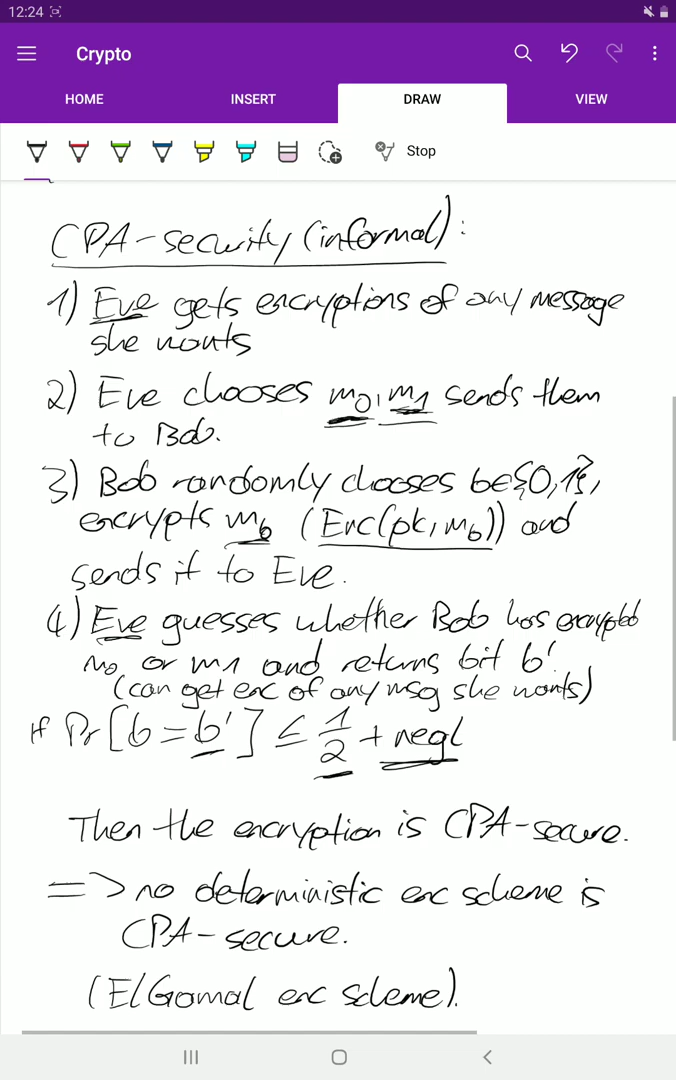 12:24
Crypto
HOME INSERT DRAW VIEW
Stop
CPA-security (informal):
1) Eve gets encryptions of any message
she wants
2) Eve chooses m0, m1 sends them
to Bob.
3) Bob randomly chooses b∈{0,1},
encrypts mb (Enc(pk, mb)) and
sends it to Eve.
4) Eve guesses whether Bob has encrypted
m0 or m1 and returns bit b'.
(can get enc of any msg she wants)
if Pr[b = b'] ≤ 1/2 + negl
Then the encryption is CPA-secure.
=> no deterministic enc scheme is
CPA-secure.
(ElGamal enc scheme).